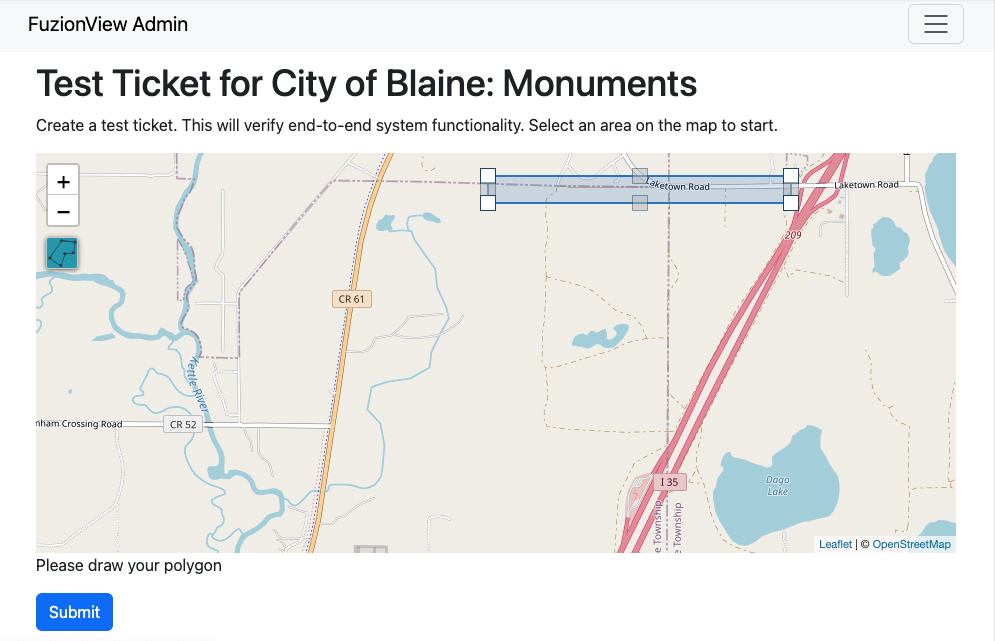 FuzionView Admin
Test Ticket for City of Blaine: Monuments
Create a test ticket. This will verify end-to-end system functionality. Select an area on the map to start.
+
−
Laketown Road
Laketown Road
209
CR 61
Kettle River
nham Crossing Road
CR 52
I 35
Dago
Lake
e Township
e Township
Leaflet | © OpenStreetMap
Please draw your polygon
Submit